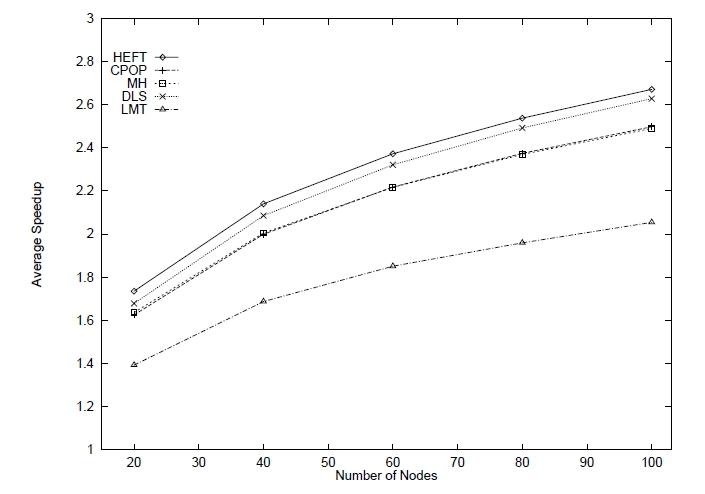 3
2.8
2.6
2.4
2.2
2
1.8
1.6
1.4
1.2
1
HEFT
CPOP
MH
DLS
LMT
Average Speedup
20 30 40 50 60 70 80 90 100
Number of Nodes